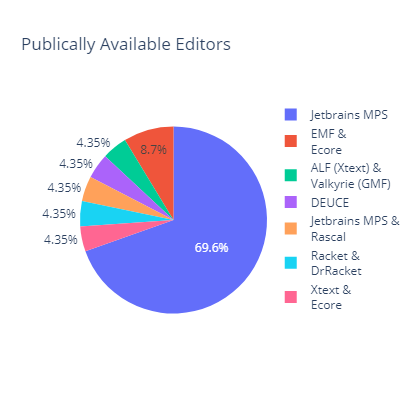 Publically Available Editors
Jetbrains MPS
EMF &
Ecore
ALF (Xtext) &
Valkyrie (GMF)
DEUCE
Jetbrains MPS &
Rascal
Racket &
DrRacket
Xtext &
Ecore
69.6%
8.7%
4.35%
4.35%
4.35%
4.35%
4.35%